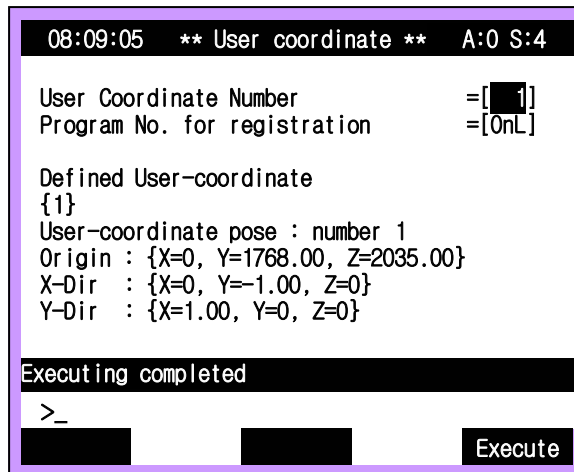 08:09:05 ** User coordinate ** A:0 S:4
User Coordinate Number =[ 1]
Program No. for registration =[OnL]
Defined User-coordinate
{1}
User-coordinate pose : number 1
Origin : {X=0, Y=1768.00, Z=2035.00}
X-Dir : {X=0, Y=-1.00, Z=0}
Y-Dir : {X=1.00, Y=0, Z=0}
Executing completed
>_
Execute